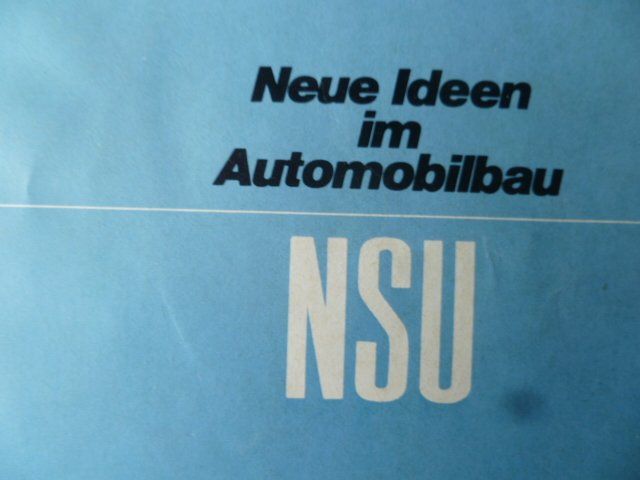 Neue Ideen
im
Automobilbau
NSU